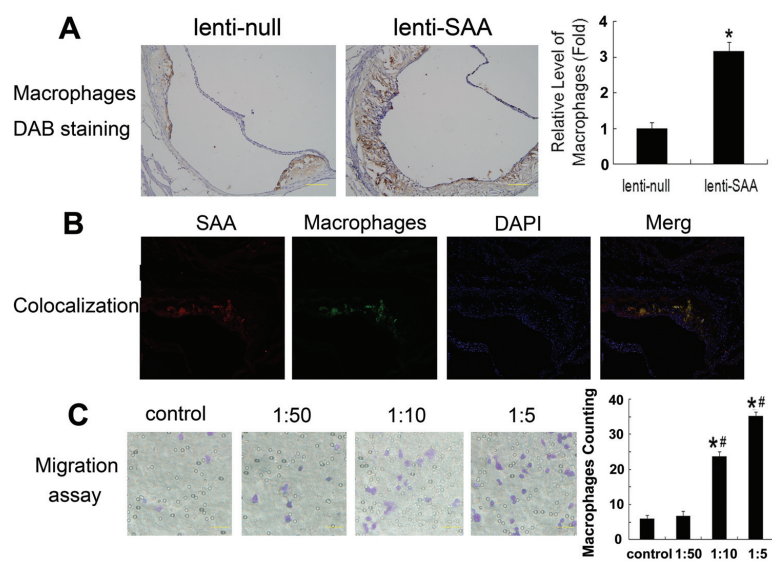 A
lenti-null
lenti-SAA
Macrophages
DAB staining
Relative Level of
Macrophages (Fold)
4
3
2
1
0
*
lenti-null
lenti-SAA
B
SAA
Macrophages
DAPI
Merg
Colocalization
C
control
1:50
1:10
1:5
Migration
assay
Macrophages Counting
40
30
20
10
0
*#
*#
control
1:50
1:10
1:5